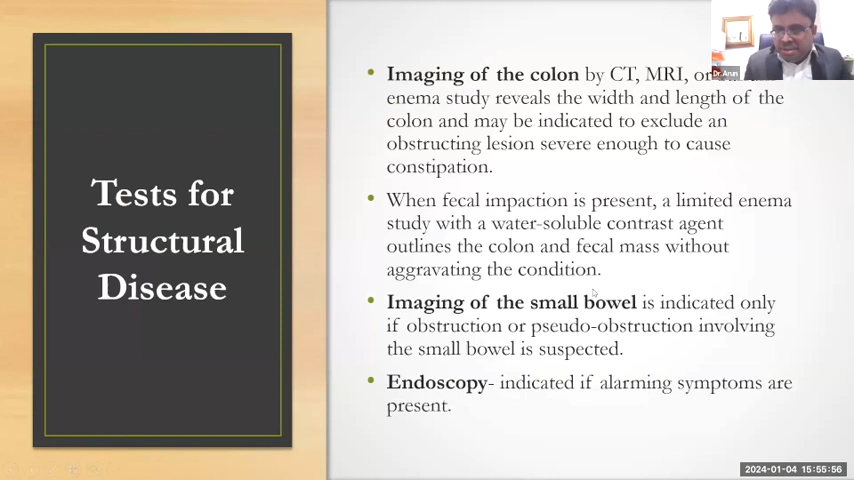 Tests for
Structural
Disease
• Imaging of the colon by CT, MRI, or
enema study reveals the width and length of the
colon and may be indicated to exclude an
obstructing lesion severe enough to cause
constipation.
• When fecal impaction is present, a limited enema
study with a water-soluble contrast agent
outlines the colon and fecal mass without
aggravating the condition.
• Imaging of the small bowel is indicated only
if obstruction or pseudo-obstruction involving
the small bowel is suspected.
• Endoscopy- indicated if alarming symptoms are
present.
Dr. Arun
2024-01-04 15:55:56